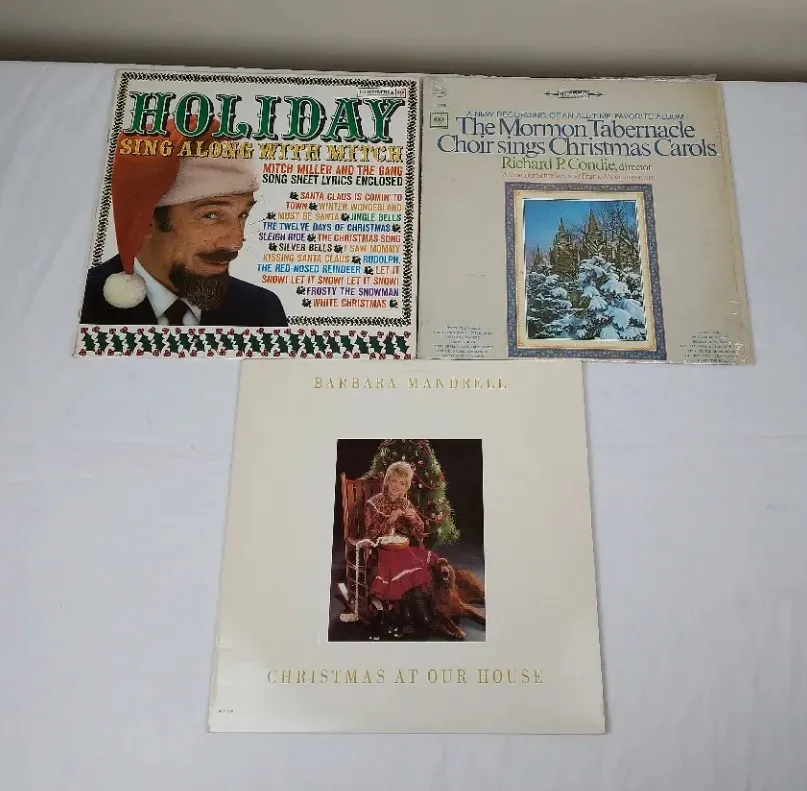 COLUMBIA
HOLIDAY
SING ALONG WITH MITCH
MITCH MILLER AND THE GANG
SONG SHEET LYRICS ENCLOSED
SANTA CLAUS IS COMIN' TO
TOWN WINTER WONDERLAND
MUST BE SANTA JINGLE BELLS
THE TWELVE DAYS OF CHRISTMAS
SLEIGH RIDE THE CHRISTMAS SONG
SILVER BELLS I SAW MOMMY
KISSING SANTA CLAUS RUDOLPH,
THE RED-NOSED REINDEER LET IT
SNOW! LET IT SNOW! LET IT SNOW!
FROSTY THE SNOWMAN
WHITE CHRISTMAS
STEREO
A NEW RECORDING OF AN ALL-TIME FAVORITE ALBUM
The Mormon Tabernacle
Choir sings Christmas Carols
Richard P. Condie, director
BARBARA MANDRELL
CHRISTMAS AT OUR HOUSE